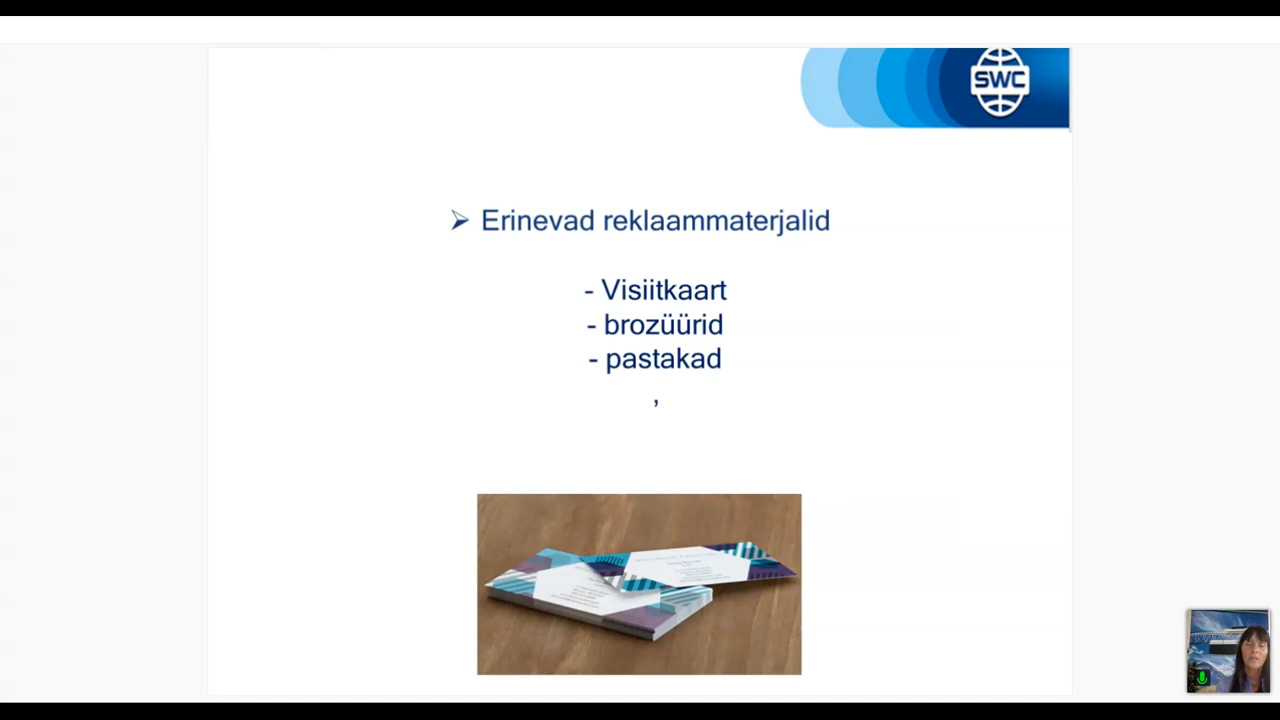 SWC
➢ Erinevad reklaammaterjalid
- Visiitkaart
- brozüürid
- pastakad
,